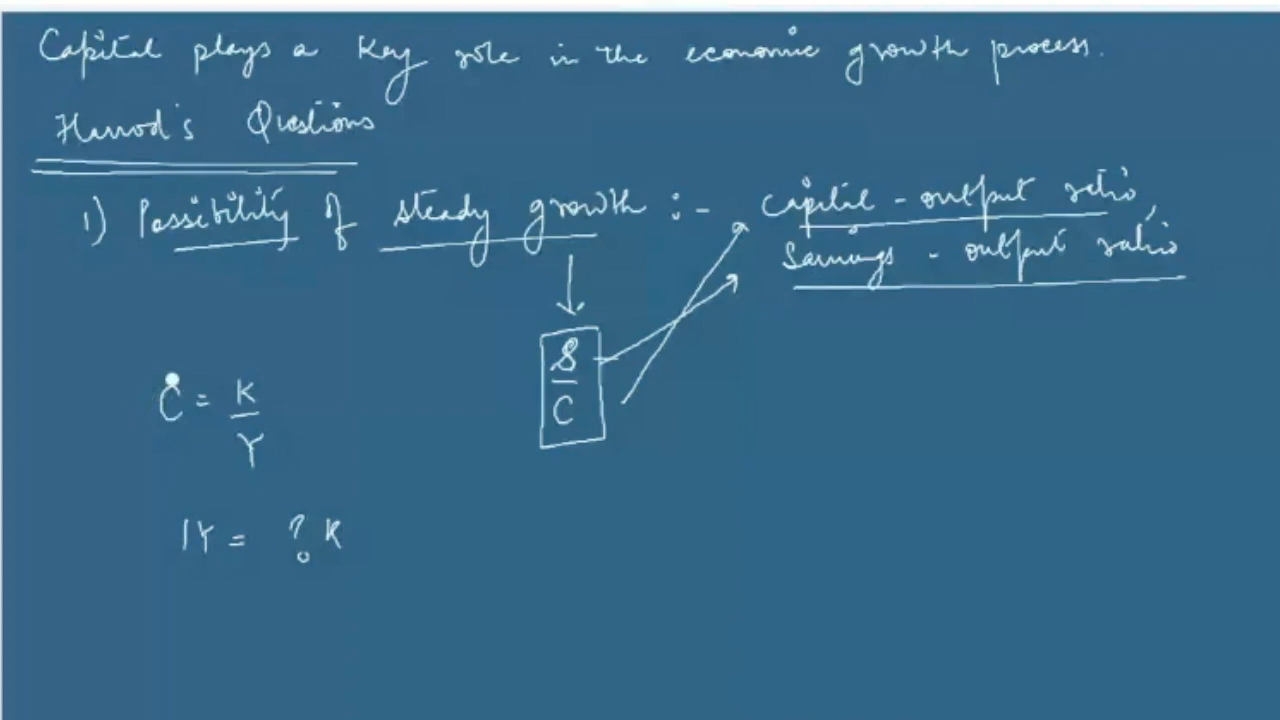 Capital plays a key role in the economic growth process.
Harrod's Questions
1) Possibility of steady growth :- Capital - output ratio,
Savings - output ratio
S
C
C = K
Y
1Y = ? K